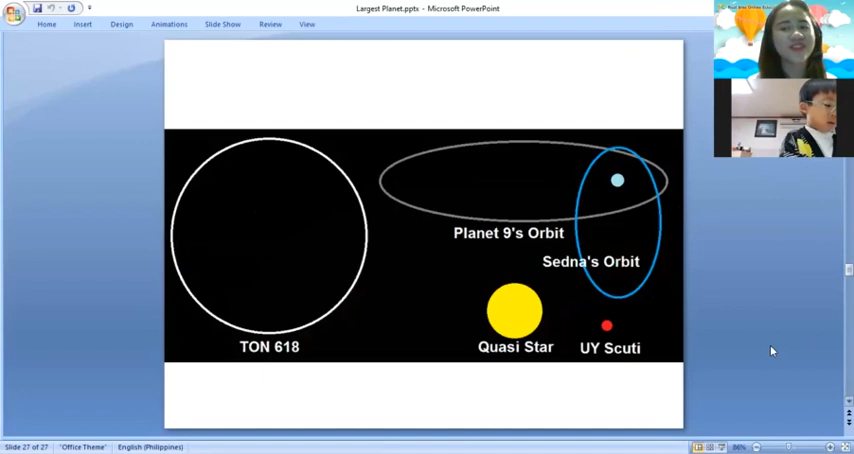 Largest Planet.pptx - Microsoft PowerPoint
Home Insert Design Animations Slide Show Review View
Planet 9's Orbit
Sedna's Orbit
TON 618
Quasi Star
UY Scuti
Slide 27 of 27 "Office Theme" English (Philippines) 86%